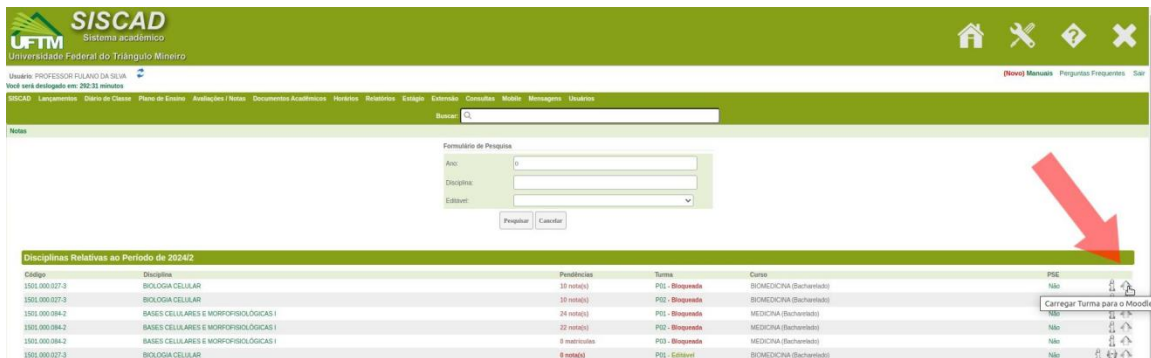 SISCAD
Sistema acadêmico
UFTM
Universidade Federal do Triângulo Mineiro
Usuário: PROFESSOR FULANO DA SILVA
Você será deslogado em: 292:31 minutos
(Novo) Manuais Perguntas Frequentes Sair
SISCAD Lançamentos Diário de Classe Plano de Ensino Avaliações / Notas Documentos Acadêmicos Horários Relatórios Estágio Extensão Consultas Mobile Mensagens Usuários
Buscar:
Notas
Formulário de Pesquisa
Ano:
Disciplina:
Editável:
Pesquisar Cancelar
Disciplinas Relativas ao Período de 2024/2
Código Disciplina Pendências Turma Curso PSE
1501.000.027-3 BIOLOGIA CELULAR 10 nota(s) P01 - Bloqueada BIOMEDICINA (Bacharelado) Não
1501.000.027-3 BIOLOGIA CELULAR 10 nota(s) P02 - Bloqueada BIOMEDICINA (Bacharelado) Não
Carregar Turma para o Moodle
1501.000.084-2 BASES CELULARES E MORFOFISIOLÓGICAS I 24 nota(s) P01 - Bloqueada MEDICINA (Bacharelado) Não
1501.000.084-2 BASES CELULARES E MORFOFISIOLÓGICAS I 22 nota(s) P02 - Bloqueada MEDICINA (Bacharelado) Não
1501.000.084-2 BASES CELULARES E MORFOFISIOLÓGICAS I 0 matrículas P03 - Bloqueada MEDICINA (Bacharelado) Não
1501.000.027-3 BIOLOGIA CELULAR 0 nota(s) P01 - Editável BIOMEDICINA (Bacharelado) Não